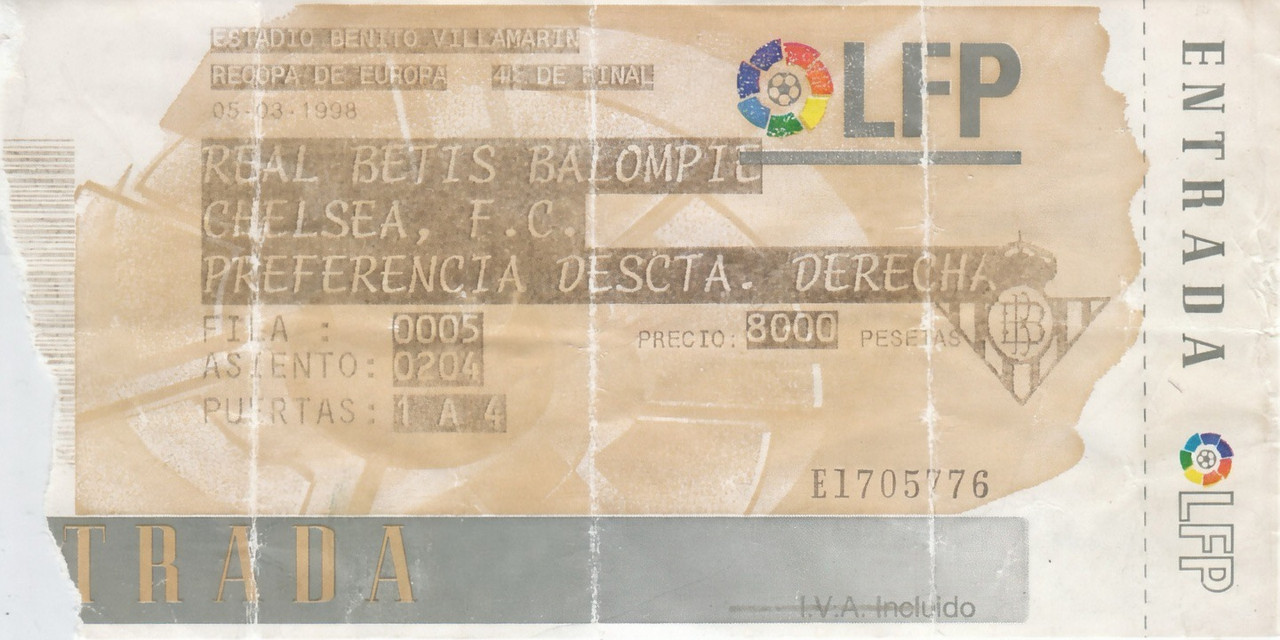 ESTADIO BENITO VILLAMARIN
RECOPA DE EUROPA 4º DE FINAL
05-03-1998
REAL BETIS BALOMPIE
CHELSEA, F.C.
PREFERENCIA DESCTA. DERECHA
FILA : 0005
ASIENTO: 0204
PUERTAS: 1 A 4
PRECIO: 8000 PESETAS
E1705776
TRADA
I.V.A. Incluido
LFP
BB
ENTRADA
LFP